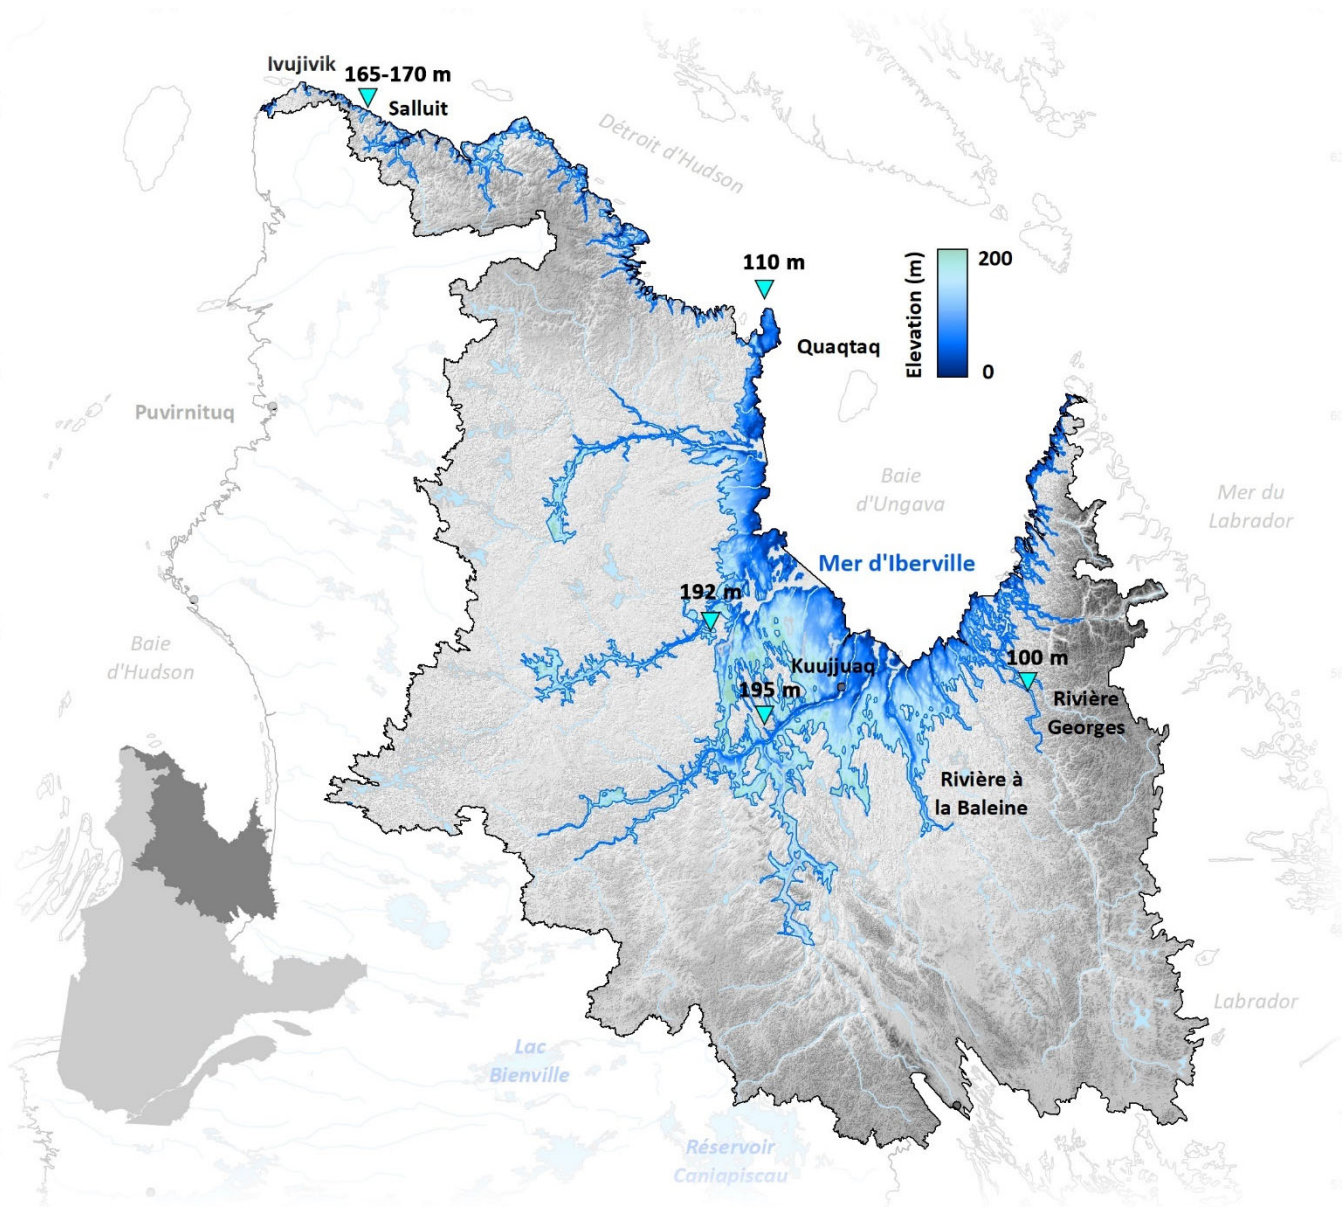 Ivujivik
165-170 m
Salluit
Détroit d'Hudson
110 m
Elevation (m)
200
0
Quaqtaq
Puvirnituq
Baie
d'Ungava
Mer du
Labrador
Mer d'Iberville
192 m
Baie
d'Hudson
Kuujjuaq
100 m
195 m
Rivière
Georges
Rivière à
la Baleine
Labrador
Lac
Bienville
Réservoir
Caniapiscau